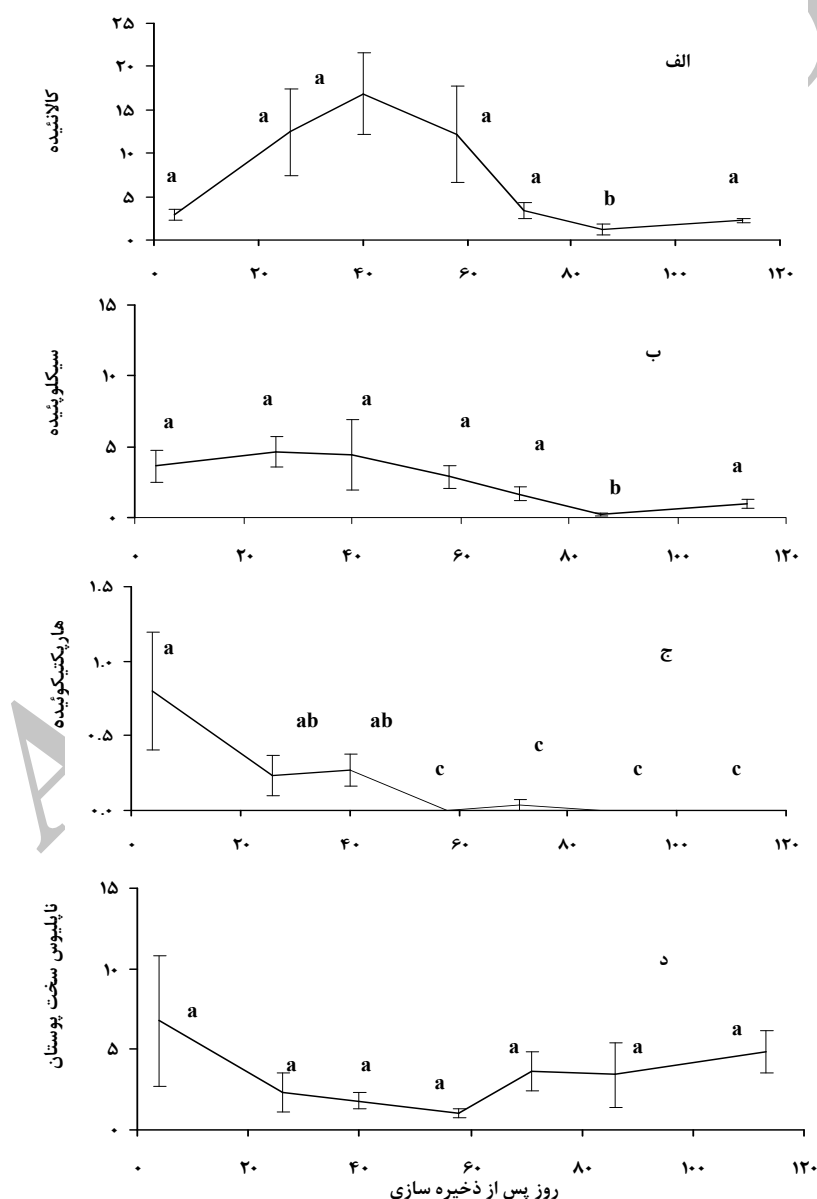 ۲۵
الف
۲۰
a
a
a
۱۵
a
a
a
b
۱۰
کالانئیده
۵
۰
۰ ۲۰ ۴۰ ۶۰ ۸۰ ۱۰۰ ۱۲۰
۱۵
ب
۱۰
سیکلوپئیده
a a a a a b a
۵
۰
۰ ۲۰ ۴۰ ۶۰ ۸۰ ۱۰۰ ۱۲۰
۱.۵
ج
۱.۰
هارپکتیکوئیده
a ab ab c c c c
۰.۵
۰.۰
۰ ۲۰ ۴۰ ۶۰ ۸۰ ۱۰۰ ۱۲۰
۱۵
د
۱۰
ناپلیوس سخت پوستان
a a a a a a a
۵
۰
۰ ۲۰ ۴۰ ۶۰ ۸۰ ۱۰۰ ۱۲۰
روز پس از ذخیره سازی
A